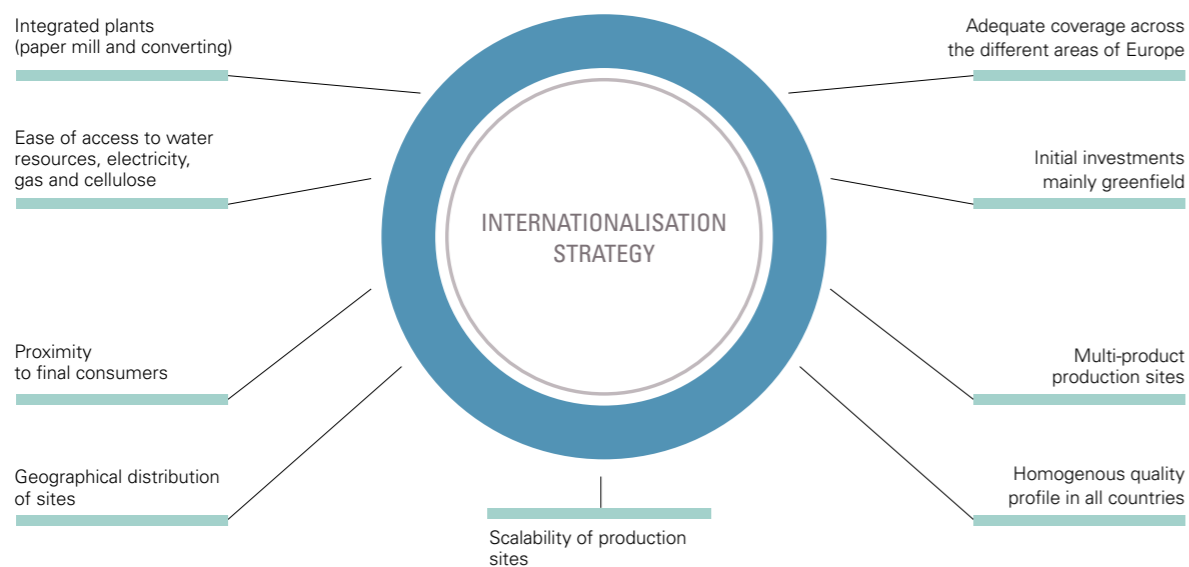 Integrated plants
(paper mill and converting)
Ease of access to water
resources, electricity,
gas and cellulose
Proximity
to final consumers
Geographical distribution
of sites
INTERNATIONALISATION
STRATEGY
Scalability of production
sites
Adequate coverage across
the different areas of Europe
Initial investments
mainly greenfield
Multi-product
production sites
Homogenous quality
profile in all countries